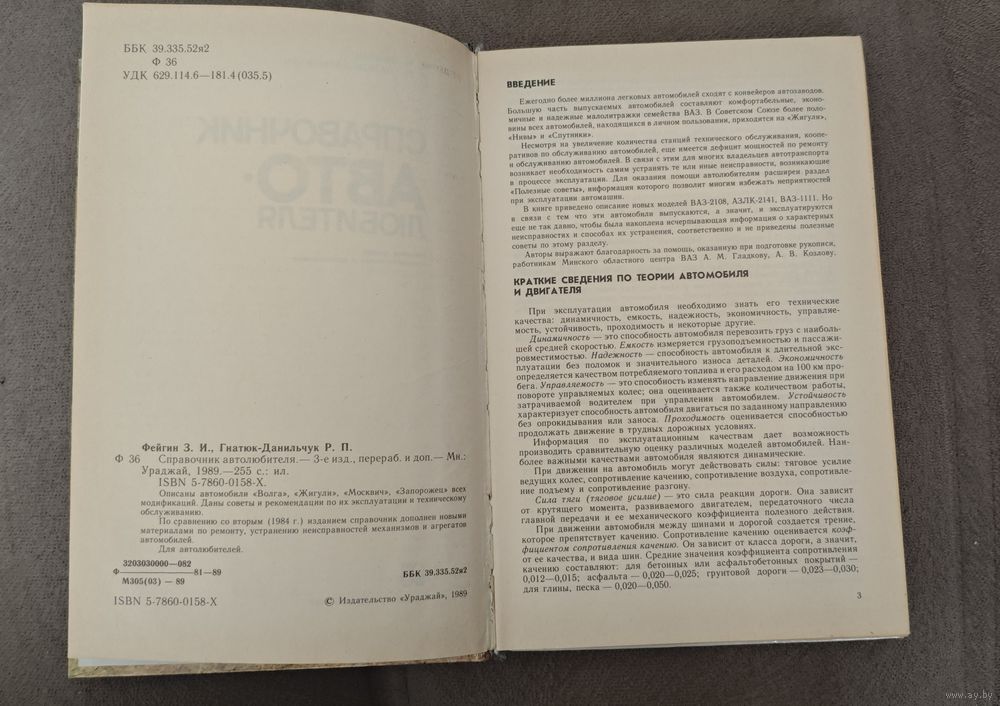 ББК 39.335.52я2
Ф 36
УДК 629.114.6—181.4(035.5)
Фейгин З. И., Гнатюк-Данильчук Р. П.
Ф 36 Справочник автолюбителя.— 3-е изд., перераб. и доп.— Мн.:
Ураджай, 1989.—255 с.: ил.
ISBN 5-7860-0158-X.
Описаны автомобили «Волга», «Жигули», «Москвич», «Запорожец» всех
модификаций. Даны советы и рекомендации по их эксплуатации и техническому
обслуживанию.
По сравнению со вторым (1984 г.) изданием справочник дополнен новыми
материалами по ремонту, устранению неисправностей механизмов и агрегатов
автомобилей.
Для автолюбителей.
3203030000—082
Ф————81—89
М305(03) — 89
ББК 39.335.52я2
ISBN 5-7860-0158-X
© Издательство «Ураджай», 1989
ВВЕДЕНИЕ
Ежегодно более миллиона легковых автомобилей сходят с конвейеров автозаводов.
Большую часть выпускаемых автомобилей составляют комфортабельные, эконо-
мичные и надежные малолитражки семейства ВАЗ. В Советском Союзе более поло-
вины всех автомобилей, находящихся в личном пользовании, приходится на «Жигули»,
«Нивы» и «Спутники».
Несмотря на увеличение количества станций технического обслуживания, коопе-
ративов по обслуживанию автомобилей, еще имеется дефицит мощностей по ремонту
и обслуживанию автомобилей. В связи с этим для многих владельцев автотранспорта
возникает необходимость самим устранять те или иные неисправности, возникающие
в процессе эксплуатации. Для оказания помощи автолюбителям расширен раздел
«Полезные советы», информация которого позволит многим избежать неприятностей
при эксплуатации автомашин.
В книге приведено описание новых моделей ВАЗ-2108, АЗЛК-2141, ВАЗ-1111. Но
в связи с тем что эти автомобили выпускаются, а значит, и эксплуатируются
еще не так давно, чтобы была накоплена исчерпывающая информация о характерных
неисправностях и способах их устранения, соответственно и не приведены полезные
советы по этому разделу.
Авторы выражают благодарность за помощь, оказанную при подготовке рукописи,
работникам Минского областного центра ВАЗ А. М. Гладкову, А. В. Козлову.
КРАТКИЕ СВЕДЕНИЯ ПО ТЕОРИИ АВТОМОБИЛЯ
И ДВИГАТЕЛЯ
При эксплуатации автомобиля необходимо знать его технические
качества: динамичность, емкость, надежность, экономичность, управляе-
мость, устойчивость, проходимость и некоторые другие.
Динамичность — это способность автомобиля перевозить груз с наиболь-
шей средней скоростью. Емкость измеряется грузоподъемностью и пассажи-
ровместимостью. Надежность — способность автомобиля к длительной экс-
плуатации без поломок и значительного износа деталей. Экономичность
определяется качеством потребляемого топлива и его расходом на 100 км про-
бега. Управляемость — это способность изменять направление движения при
повороте управляемых колес; она оценивается также количеством работы,
затрачиваемой водителем при управлении автомобилем. Устойчивость
характеризует способность автомобиля двигаться по заданному направлению
без опрокидывания или заноса. Проходимость оценивается способностью
продолжать движение в трудных дорожных условиях.
Информация по эксплуатационным качествам дает возможность
производить сравнительную оценку различных моделей автомобилей. Наи-
более важными качествами автомобиля являются динамические.
При движении на автомобиль могут действовать силы: тяговое усилие
ведущих колес, сопротивление качению, сопротивление воздуха, сопротивле-
ние подъему и сопротивление разгону.
Сила тяги (тяговое усилие) — это сила реакции дороги. Она зависит
от крутящего момента, развиваемого двигателем, передаточного числа
главной передачи и ее механического коэффициента полезного действия.
При движении автомобиля между шинами и дорогой создается трение,
которое препятствует качению. Сопротивление качению оценивается коэф-
фициентом сопротивления качению. Он зависит от класса дороги, а значит,
от ее качества, и вида шин. Средние значения коэффициента сопротивления
качению составляют: для бетонных или асфальтобетонных покрытий —
0,012—0,015; асфальта — 0,020—0,025; грунтовой дороги — 0,023—0,030;
для глины, песка — 0,020—0,050.
3
www.ay.by